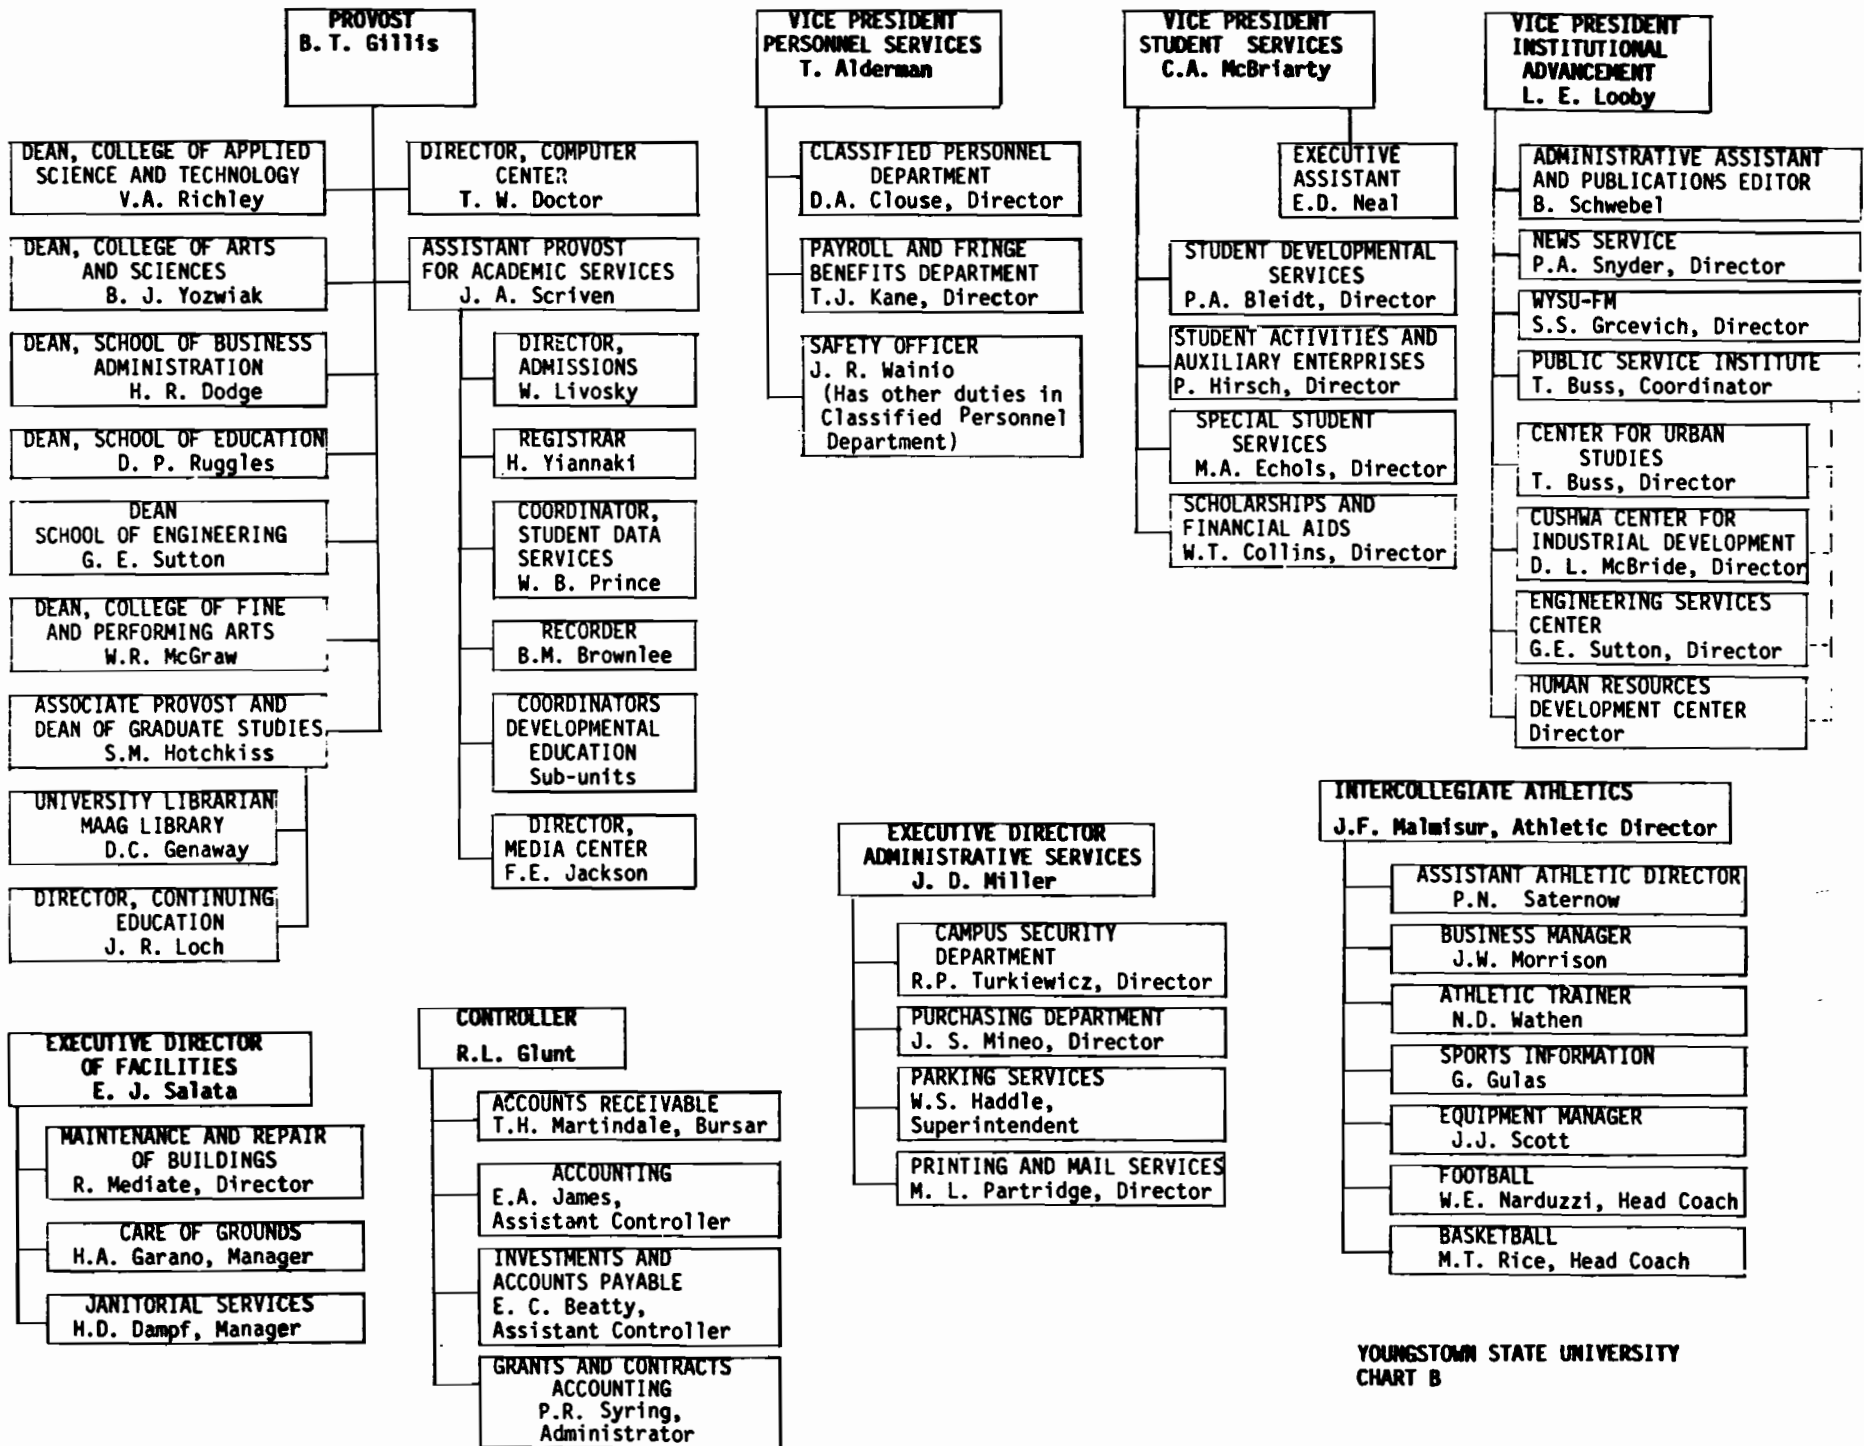 PROVOST
B. T. Gillis
DEAN, COLLEGE OF APPLIED
SCIENCE AND TECHNOLOGY
V.A. Richley
DEAN, COLLEGE OF ARTS
AND SCIENCES
B. J. Yozwiak
DEAN, SCHOOL OF BUSINESS
ADMINISTRATION
H. R. Dodge
DEAN, SCHOOL OF EDUCATION
D. P. Ruggles
DEAN
SCHOOL OF ENGINEERING
G. E. Sutton
DEAN, COLLEGE OF FINE
AND PERFORMING ARTS
W.R. McGraw
ASSOCIATE PROVOST AND
DEAN OF GRADUATE STUDIES
S.M. Hotchkiss
UNIVERSITY LIBRARIAN
MAAG LIBRARY
D.C. Genaway
DIRECTOR, CONTINUING
EDUCATION
J. R. Loch
DIRECTOR, COMPUTER
CENTER
T. W. Doctor
ASSISTANT PROVOST
FOR ACADEMIC SERVICES
J. A. Scriven
DIRECTOR,
ADMISSIONS
W. Livosky
REGISTRAR
H. Yiannaki
COORDINATOR,
STUDENT DATA
SERVICES
W. B. Prince
RECORDER
B.M. Brownlee
COORDINATORS
DEVELOPMENTAL
EDUCATION
Sub-units
DIRECTOR,
MEDIA CENTER
F.E. Jackson
VICE PRESIDENT
PERSONNEL SERVICES
T. Alderman
CLASSIFIED PERSONNEL
DEPARTMENT
D.A. Clouse, Director
PAYROLL AND FRINGE
BENEFITS DEPARTMENT
T.J. Kane, Director
SAFETY OFFICER
J. R. Wainio
(Has other duties in
Classified Personnel
Department)
VICE PRESIDENT
STUDENT SERVICES
C.A. McBriarty
EXECUTIVE
ASSISTANT
E.D. Neal
STUDENT DEVELOPMENTAL
SERVICES
P.A. Bleidt, Director
STUDENT ACTIVITIES AND
AUXILIARY ENTERPRISES
P. Hirsch, Director
SPECIAL STUDENT
SERVICES
M.A. Echols, Director
SCHOLARSHIPS AND
FINANCIAL AIDS
W.T. Collins, Director
VICE PRESIDENT
INSTITUTIONAL
ADVANCEMENT
L. E. Looby
ADMINISTRATIVE ASSISTANT
AND PUBLICATIONS EDITOR
B. Schwebel
NEWS SERVICE
P.A. Snyder, Director
WYSU-FM
S.S. Grcevich, Director
PUBLIC SERVICE INSTITUTE
T. Buss, Coordinator
CENTER FOR URBAN
STUDIES
T. Buss, Director
CUSHWA CENTER FOR
INDUSTRIAL DEVELOPMENT
D. L. McBride, Director
ENGINEERING SERVICES
CENTER
G.E. Sutton, Director
HUMAN RESOURCES
DEVELOPMENT CENTER
Director
EXECUTIVE DIRECTOR
OF FACILITIES
E. J. Salata
MAINTENANCE AND REPAIR
OF BUILDINGS
R. Mediate, Director
CARE OF GROUNDS
H.A. Garano, Manager
JANITORIAL SERVICES
H.D. Dampf, Manager
CONTROLLER
R.L. Glunt
ACCOUNTS RECEIVABLE
T.H. Martindale, Bursar
ACCOUNTING
E.A. James,
Assistant Controller
INVESTMENTS AND
ACCOUNTS PAYABLE
E. C. Beatty,
Assistant Controller
GRANTS AND CONTRACTS
ACCOUNTING
P.R. Syring,
Administrator
EXECUTIVE DIRECTOR
ADMINISTRATIVE SERVICES
J. D. Miller
CAMPUS SECURITY
DEPARTMENT
R.P. Turkiewicz, Director
PURCHASING DEPARTMENT
J. S. Mineo, Director
PARKING SERVICES
W.S. Haddle,
Superintendent
PRINTING AND MAIL SERVICES
M. L. Partridge, Director
INTERCOLLEGIATE ATHLETICS
J.F. Malmisur, Athletic Director
ASSISTANT ATHLETIC DIRECTOR
P.N. Saternow
BUSINESS MANAGER
J.W. Morrison
ATHLETIC TRAINER
N.D. Wathen
SPORTS INFORMATION
G. Gulas
EQUIPMENT MANAGER
J.J. Scott
FOOTBALL
W.E. Narduzzi, Head Coach
BASKETBALL
M.T. Rice, Head Coach
YOUNGSTOWN STATE UNIVERSITY
CHART B